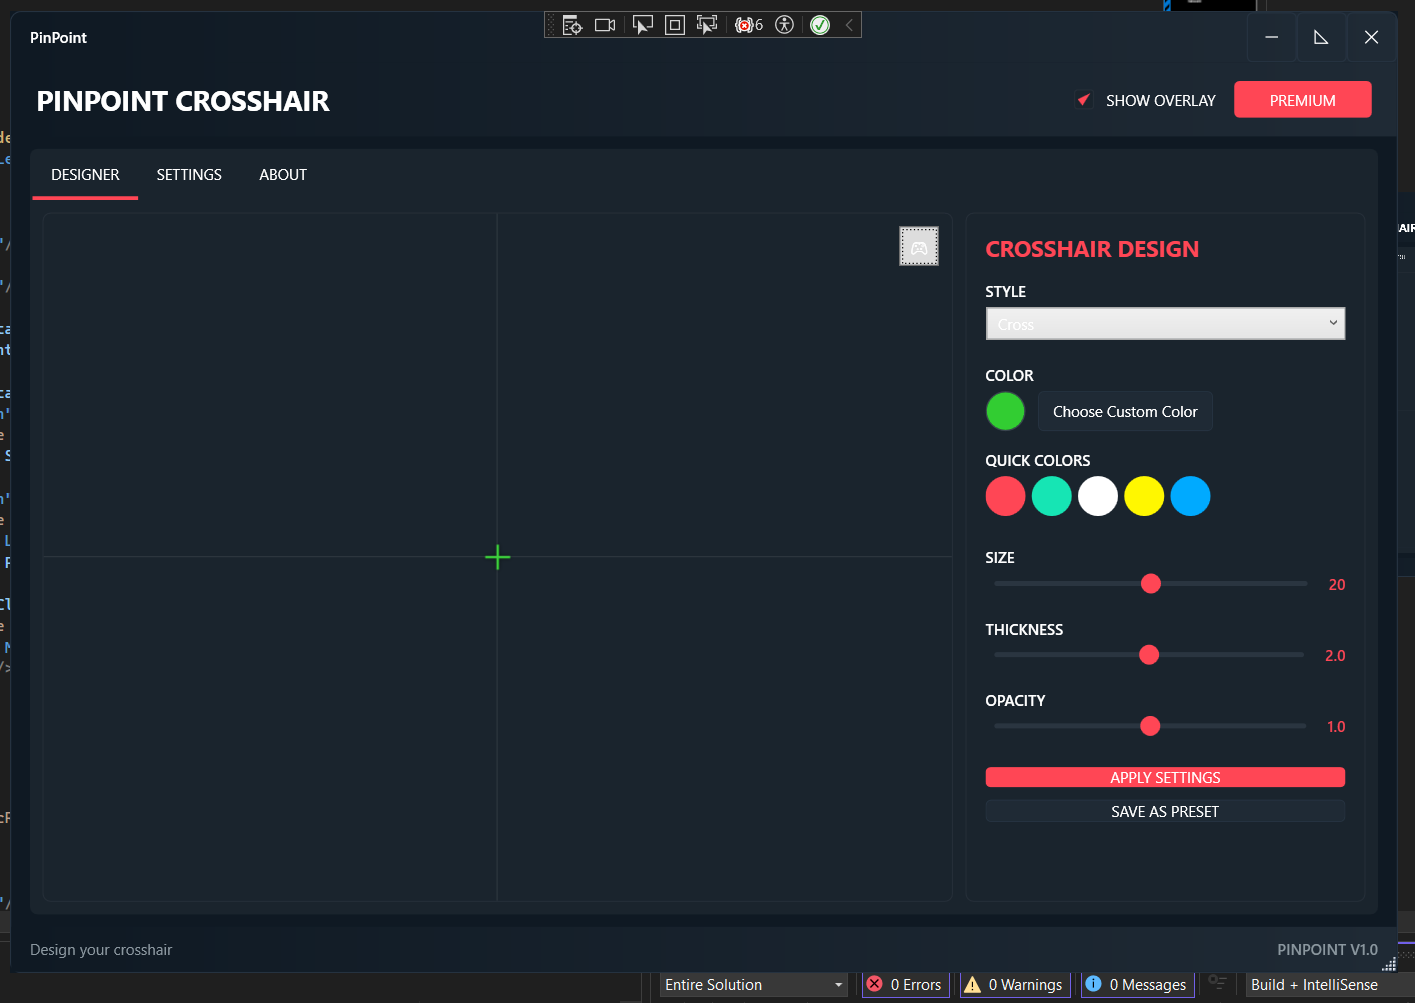 6
PinPoint
PINPOINT CROSSHAIR
SHOW OVERLAY
PREMIUM
DESIGNER
SETTINGS
ABOUT
CROSSHAIR DESIGN
STYLE
Cross
COLOR
Choose Custom Color
QUICK COLORS
SIZE
20
THICKNESS
2.0
OPACITY
1.0
APPLY SETTINGS
SAVE AS PRESET
Design your crosshair
PINPOINT V1.0
Entire Solution
0 Errors
0 Warnings
0 Messages
Build + IntelliSense